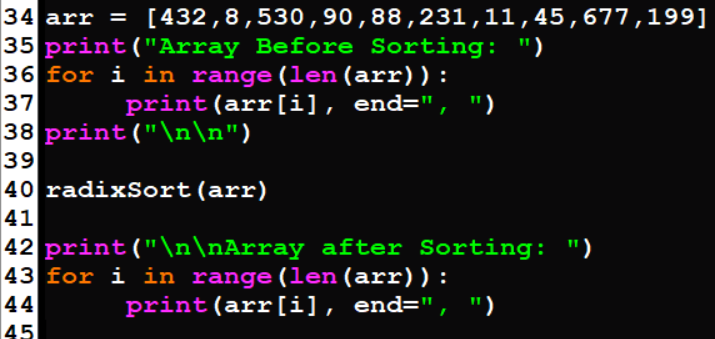 34 arr = [432,8,530,90,88,231,11,45,677,199]
35 print("Array Before Sorting: ")
36 for i in range(len(arr)):
37     print(arr[i], end=", ")
38 print("\n\n")
39
40 radixSort(arr)
41
42 print("\n\nArray after Sorting: ")
43 for i in range(len(arr)):
44     print(arr[i], end=", ")
45